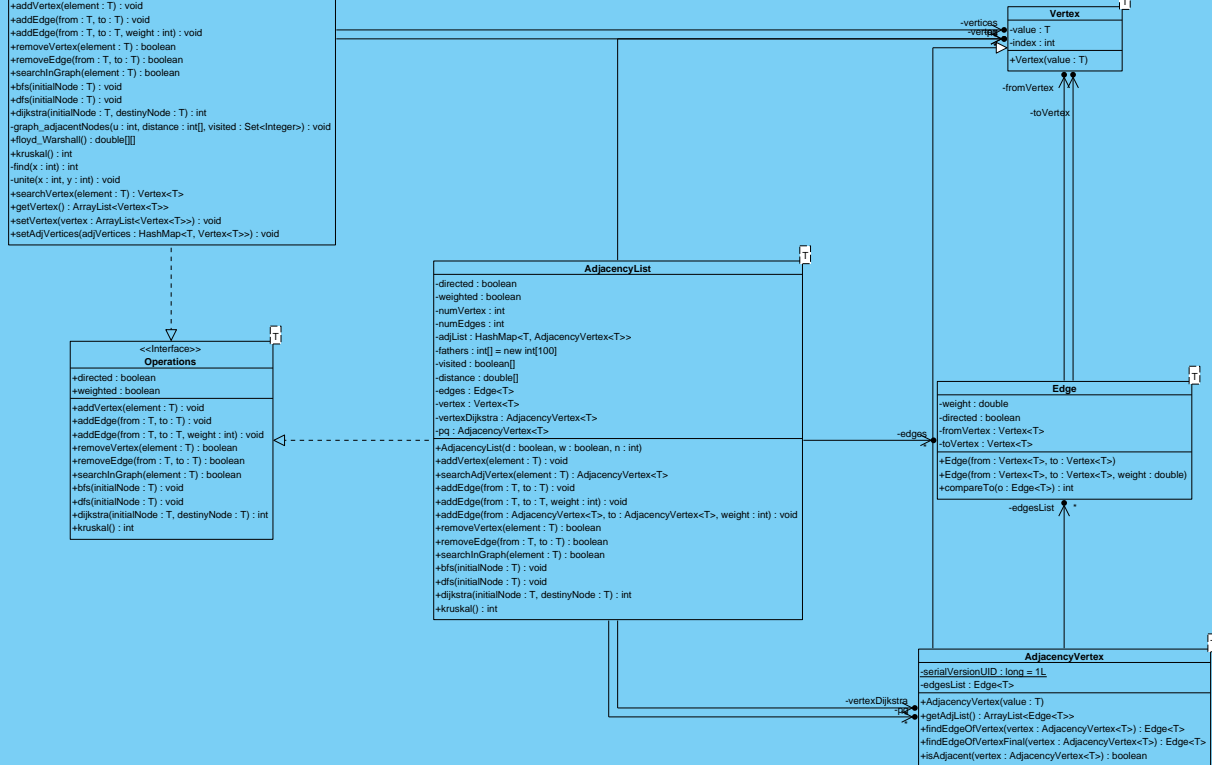 +addVertex(element : T) : void
+addEdge(from : T, to : T) : void
+addEdge(from : T, to : T, weight : int) : void
+removeVertex(element : T) : boolean
+removeEdge(from : T, to : T) : boolean
+searchInGraph(element : T) : boolean
+bfs(initialNode : T) : void
+dfs(initialNode : T) : void
+dijkstra(initialNode : T, destinyNode : T) : int
-graph_adjacentNodes(u : int, distance : int[], visited : Set<Integer>) : void
+floyd_Warshall() : double[][]
+kruskal() : int
-find(x : int) : int
-unite(x : int, y : int) : void
+searchVertex(element : T) : Vertex<T>
+getVertex() : ArrayList<Vertex<T>>
+setVertex(vertex : ArrayList<Vertex<T>>) : void
+setAdjVertices(adjVertices : HashMap<T, Vertex<T>>) : void
T
Vertex
-value : T
-index : int
+Vertex(value : T)
-vertices
-fromVertex
-toVertex
T
<<Interface>>
Operations
+directed : boolean
+weighted : boolean
+addVertex(element : T) : void
+addEdge(from : T, to : T) : void
+addEdge(from : T, to : T, weight : int) : void
+removeVertex(element : T) : boolean
+removeEdge(from : T, to : T) : boolean
+searchInGraph(element : T) : boolean
+bfs(initialNode : T) : void
+dfs(initialNode : T) : void
+dijkstra(initialNode : T, destinyNode : T) : int
+kruskal() : int
T
AdjacencyList
-directed : boolean
-weighted : boolean
-numVertex : int
-numEdges : int
-adjList : HashMap<T, AdjacencyVertex<T>>
-fathers : int[] = new int[100]
-visited : boolean[]
-distance : double[]
-edges : Edge<T>
-vertex : Vertex<T>
-vertexDijkstra : AdjacencyVertex<T>
-pq : AdjacencyVertex<T>
+AdjacencyList(d : boolean, w : boolean, n : int)
+addVertex(element : T) : void
+searchAdjVertex(element : T) : AdjacencyVertex<T>
+addEdge(from : T, to : T) : void
+addEdge(from : T, to : T, weight : int) : void
+addEdge(from : AdjacencyVertex<T>, to : AdjacencyVertex<T>, weight : int) : void
+removeVertex(element : T) : boolean
+removeEdge(from : T, to : T) : boolean
+searchInGraph(element : T) : boolean
+bfs(initialNode : T) : void
+dfs(initialNode : T) : void
+dijkstra(initialNode : T, destinyNode : T) : int
+kruskal() : int
-edges
T
Edge
-weight : double
-directed : boolean
-fromVertex : Vertex<T>
-toVertex : Vertex<T>
+Edge(from : Vertex<T>, to : Vertex<T>)
+Edge(from : Vertex<T>, to : Vertex<T>, weight : double)
+compareTo(o : Edge<T>) : int
-edgesList *
-vertexDijkstra
AdjacencyVertex
-serialVersionUID : long = 1L
-edgesList : Edge<T>
+AdjacencyVertex(value : T)
+getAdjList() : ArrayList<Edge<T>>
+findEdgeOfVertex(vertex : AdjacencyVertex<T>) : Edge<T>
+findEdgeOfVertexFinal(vertex : AdjacencyVertex<T>) : Edge<T>
+isAdjacent(vertex : AdjacencyVertex<T>) : boolean